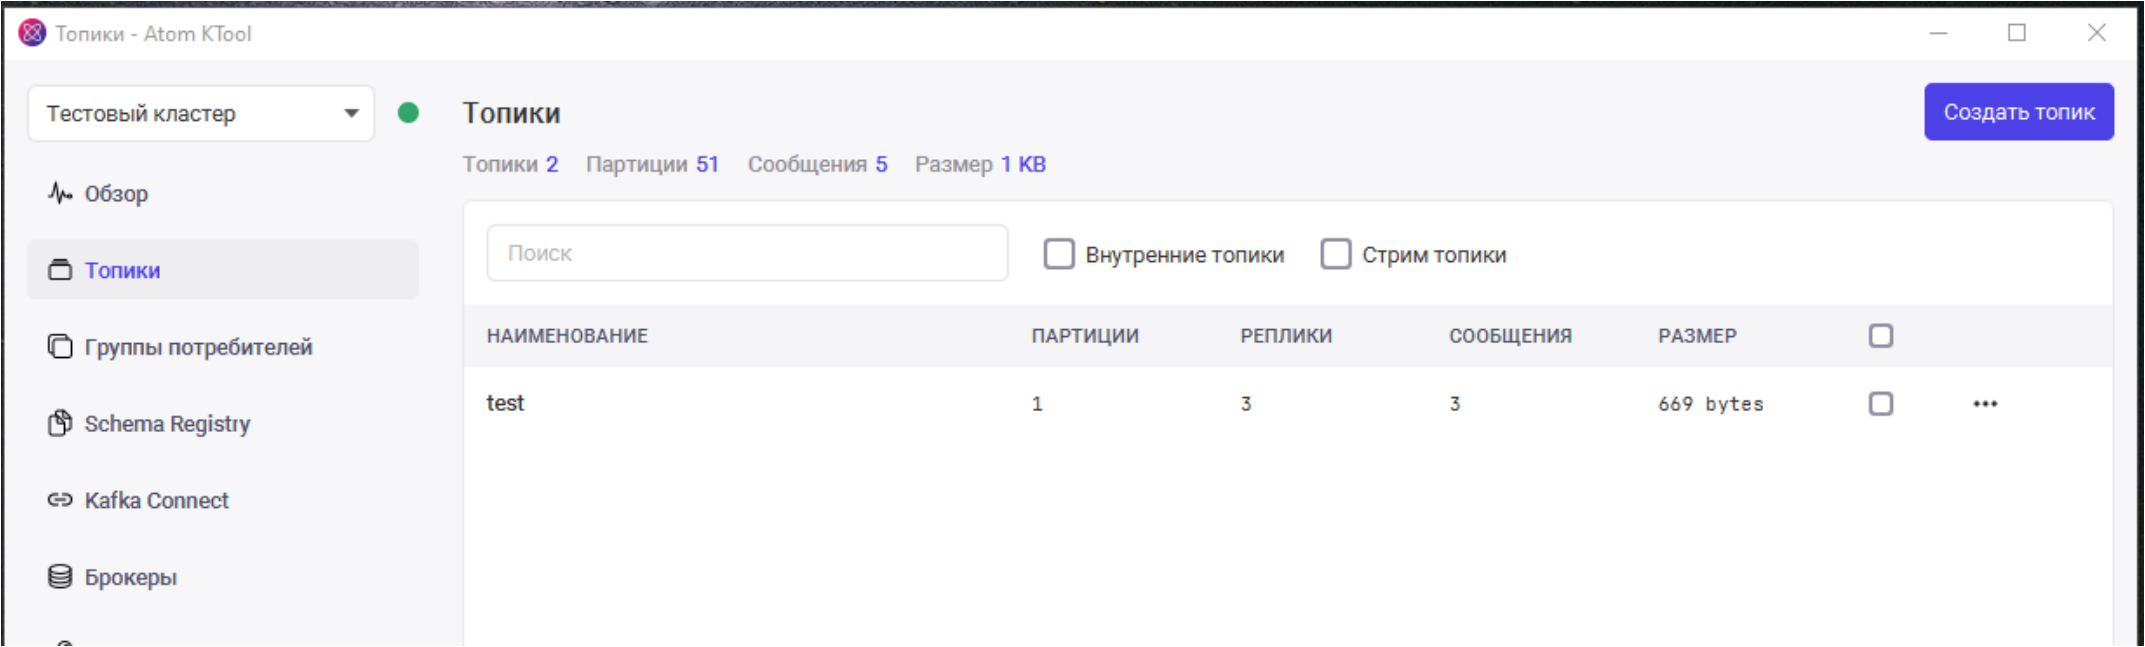 Топики - Atom KTool
Тестовый кластер
Обзор
Топики
Группы потребителей
Schema Registry
Kafka Connect
Брокеры
Топики
Создать топик
Топики 2 Партиции 51 Сообщения 5 Размер 1 KB
Поиск
Внутренние топики
Стрим топики
НАИМЕНОВАНИЕ ПАРТИЦИИ РЕПЛИКИ СООБЩЕНИЯ РАЗМЕР
test 1 3 3 669 bytes